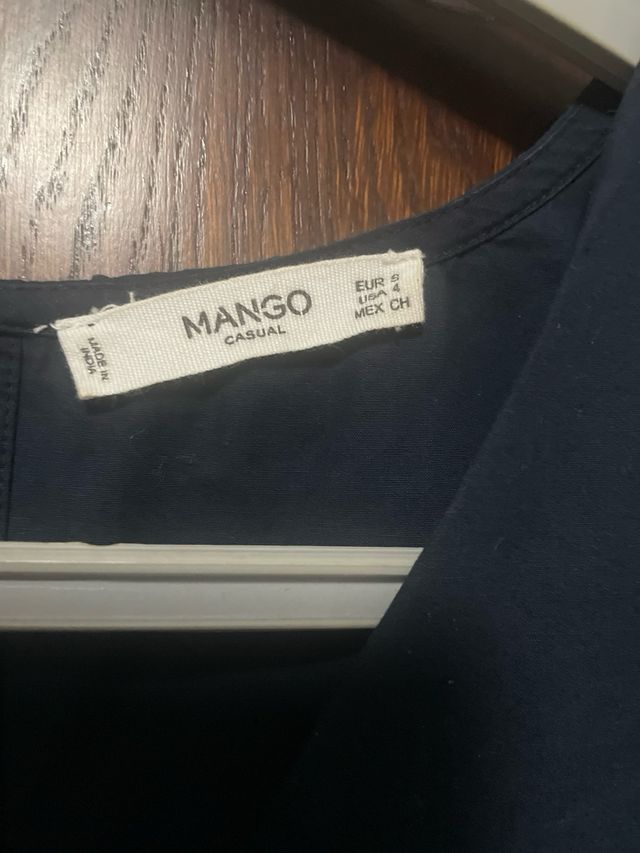 MADE IN
INDIA
MANGO
CASUAL
EUR S
USA 4
MEX CH